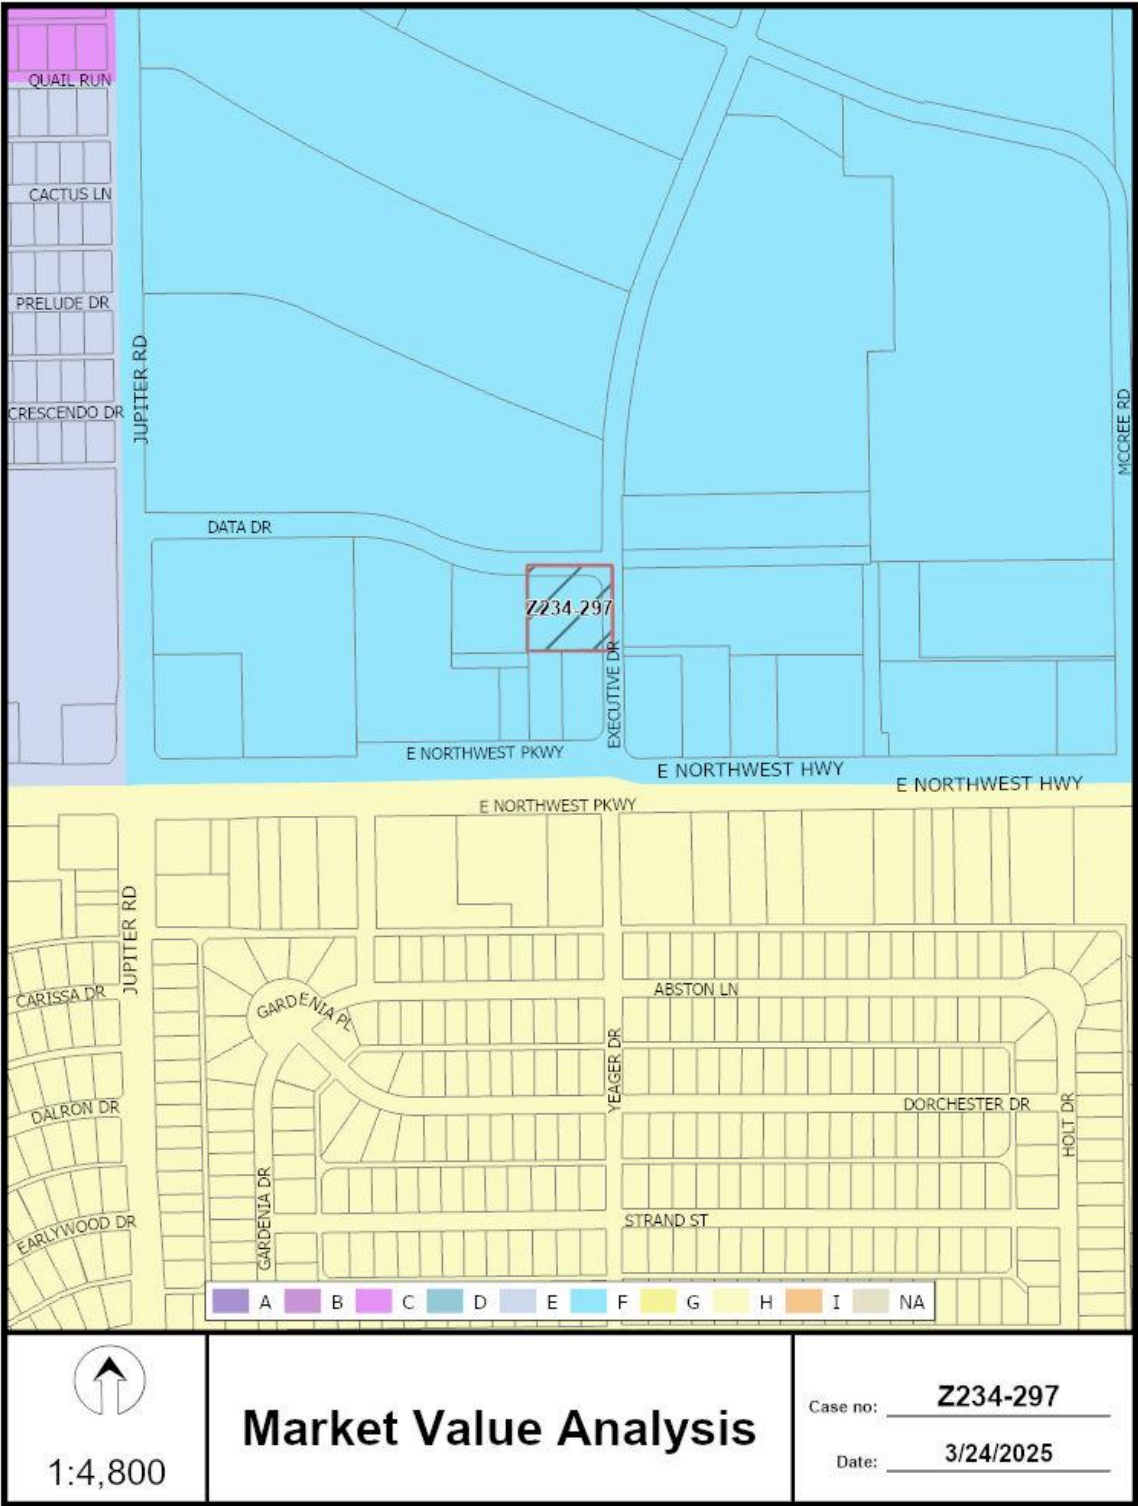 QUAIL RUN
CACTUS LN
PRELUDE DR
JUPITER RD
CRESCENDO DR
MCCREE RD
DATA DR
Z234-297
EXECUTIVE DR
E NORTHWEST PKWY
E NORTHWEST HWY
E NORTHWEST HWY
E NORTHWEST PKWY
JUPITER RD
CARISSA DR
GARDENIA PL
ABSTON LN
YEAGER DR
DALRON DR
DORCHESTER DR
HOLT DR
GARDENIA DR
EARLYWOOD DR
STRAND ST
A B C D E F G H I NA
1:4,800
Market Value Analysis
Case no: Z234-297
Date: 3/24/2025